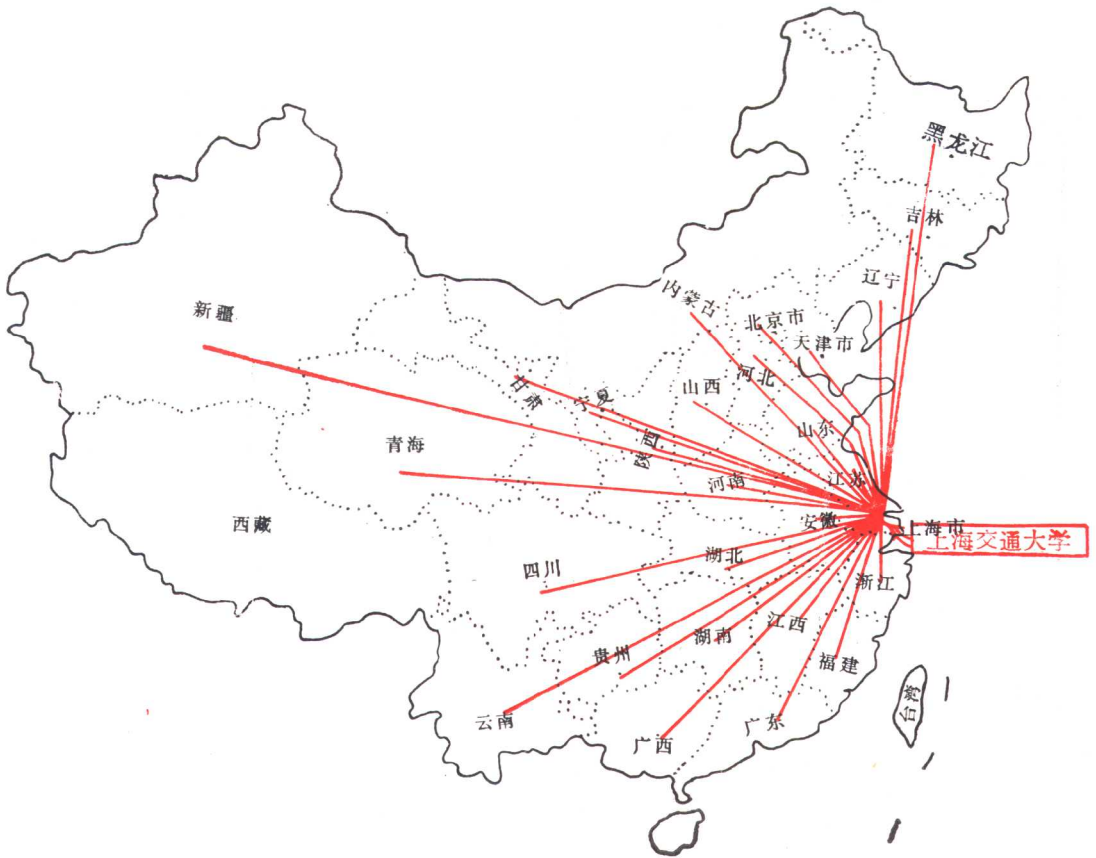 黑龙江
吉林
辽宁
内蒙古
北京市
天津市
新疆
河北
山西
甘肃
宁夏
山东
陕西
青海
河南
江苏
西藏
安徽
上海市
上海交通大学
湖北
四川
浙江
江西
湖南
贵州
福建
台湾
云南
广东
广西